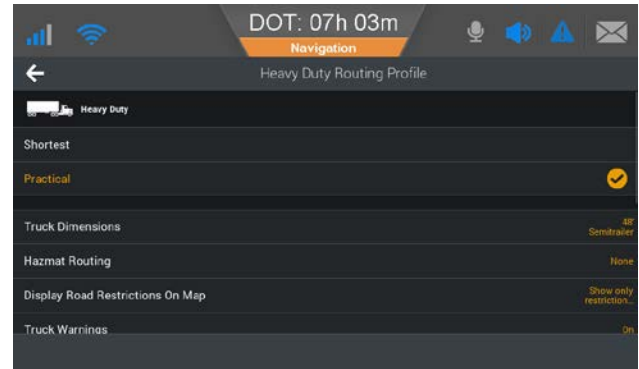 DOT: 07h 03m
Navigation
Heavy Duty Routing Profile
Heavy Duty
Shortest
Practical
Truck Dimensions
48'
Semitrailer
Hazmat Routing
None
Display Road Restrictions On Map
Show only
restriction...
Truck Warnings
On